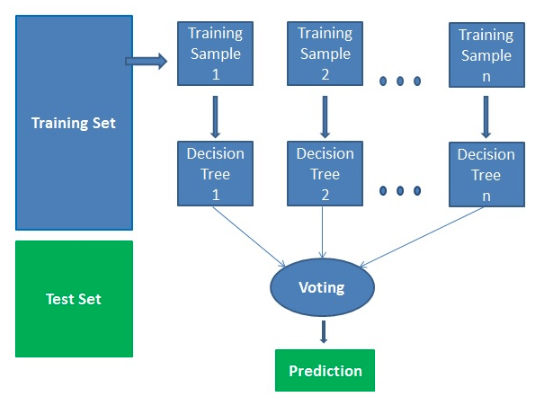 Training Set
Test Set
Training
Sample
1
Training
Sample
2
Training
Sample
n
Decision
Tree
1
Decision
Tree
2
Decision
Tree
n
Voting
Prediction